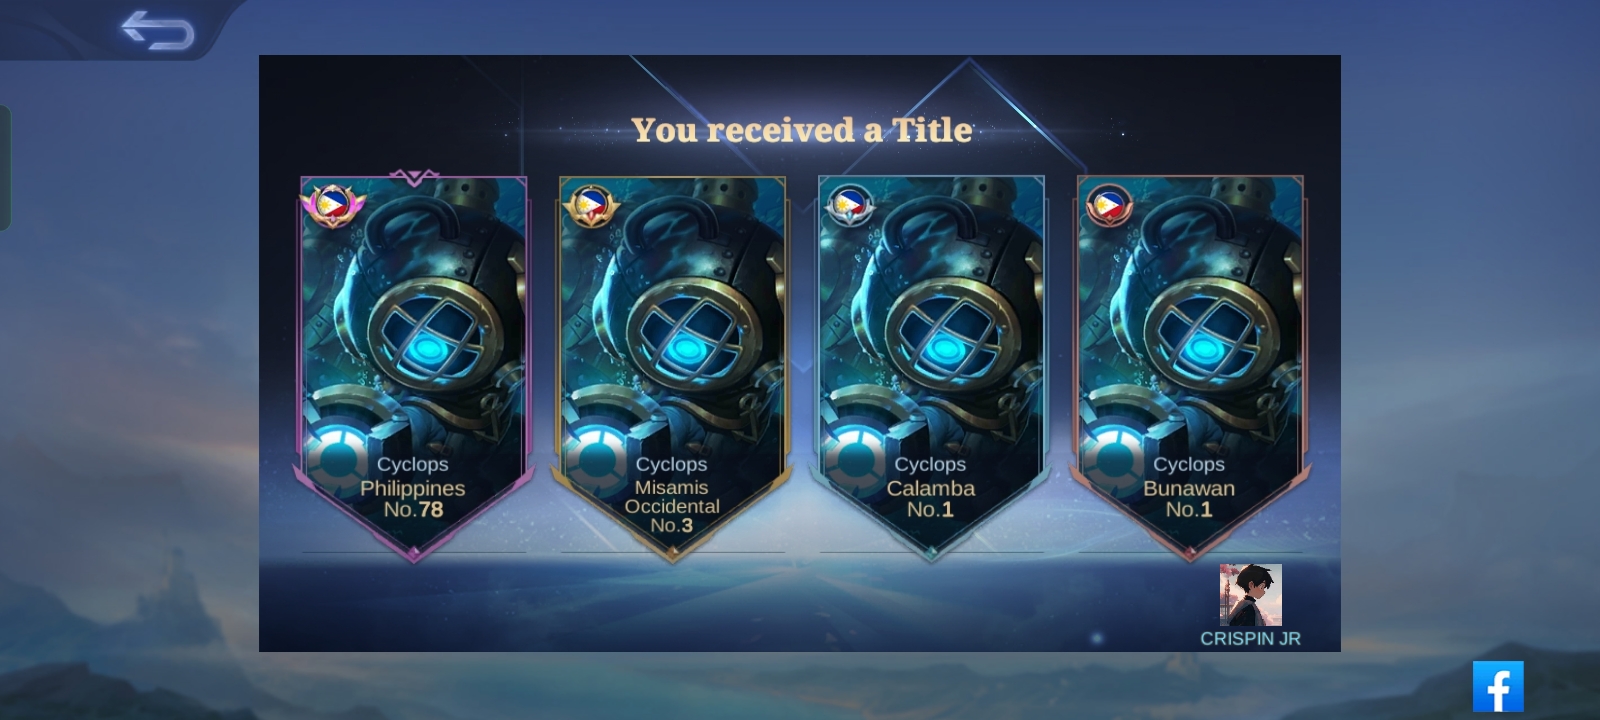 You received a Title
Cyclops
Philippines
No.78
Cyclops
Misamis
Occidental
No.3
Cyclops
Calamba
No.1
Cyclops
Bunawan
No.1
CRISPIN JR